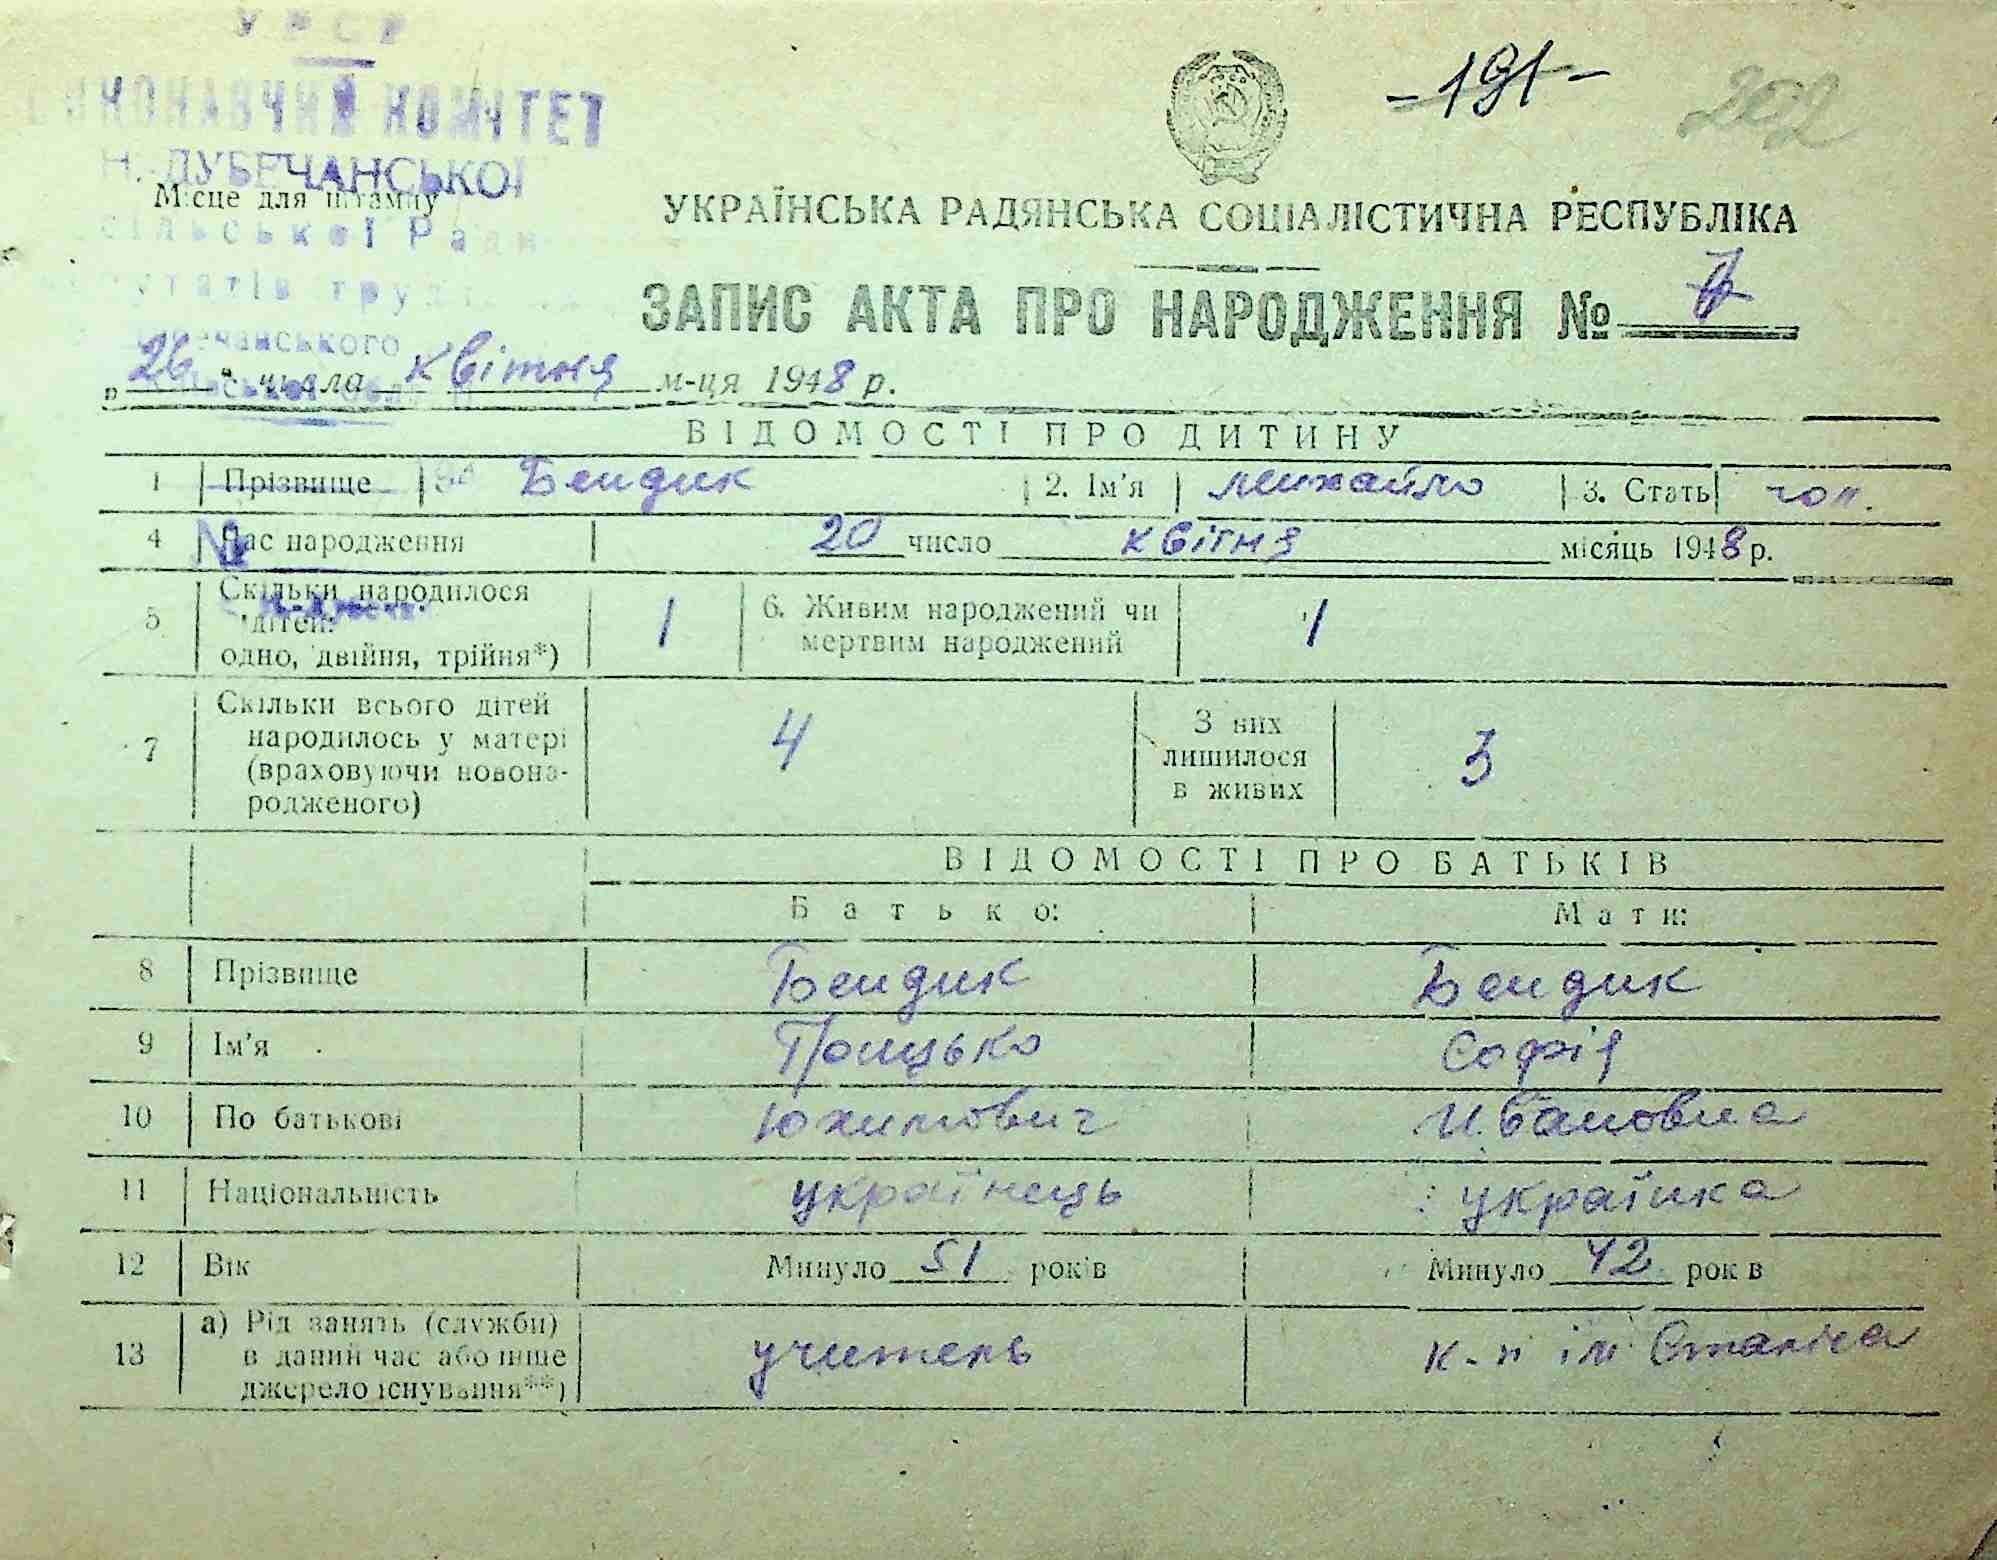 УРСР
ВИКОНАВЧИЙ КОМІТЕТ
Н. ДУБЕЧАНСЬКОЇ
Місце для штампу
сільської Ради
-191-
202
УКРАЇНСЬКА РАДЯНСЬКА СОЦІАЛІСТИЧНА РЕСПУБЛІКА
ЗАПИС АКТА ПРО НАРОДЖЕННЯ № 7
„26" числа квітня м-ця 1948 р.
ВІДОМОСТІ ПРО ДИТИНУ
1 Прізвище Бендик 2. Ім'я Михайло 3. Стать чол.
4 Час народження 20 число квітня місяць 1948 р.
5 Скільки народилося дітей: одно, двійня, трійня*) 1 6. Живим народжений чи мертвим народжений 1
7 Скільки всього дітей народилось у матері (враховуючи новонародженого) 4 З них лишилося в живих 3
ВІДОМОСТІ ПРО БАТЬКІВ
Батько: Мати:
8 Прізвище Бендик Бендик
9 Ім'я Грицько Софія
10 По батькові Юхимович Ивановна
11 Національність українець українка
12 Вік Минуло 51 років Минуло 42 років
13 а) Рід занять (служби) в даний час або інше джерело існування**) учитель к-п ім Сталіна